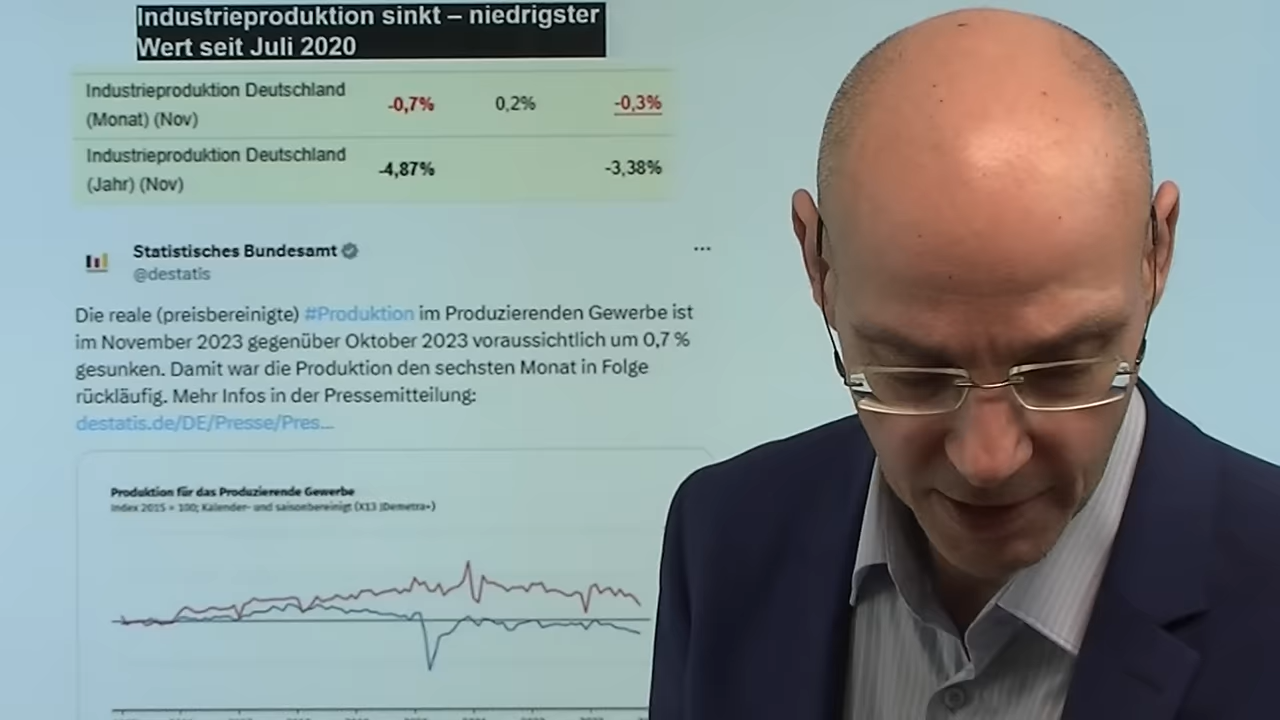 Industrieproduktion sinkt – niedrigster
Wert seit Juli 2020
Industrieproduktion Deutschland
(Monat) (Nov) -0,7% 0,2% -0,3%
Industrieproduktion Deutschland
(Jahr) (Nov) -4,87% -3,38%
Statistisches Bundesamt
@destatis
Die reale (preisbereinigte) #Produktion im Produzierenden Gewerbe ist
im November 2023 gegenüber Oktober 2023 voraussichtlich um 0,7 %
gesunken. Damit war die Produktion den sechsten Monat in Folge
rückläufig. Mehr Infos in der Pressemitteilung:
destatis.de/DE/Presse/Pres...
Produktion für das Produzierende Gewerbe
Index 2015 = 100; Kalender- und saisonbereinigt (X13 JDemetra+)